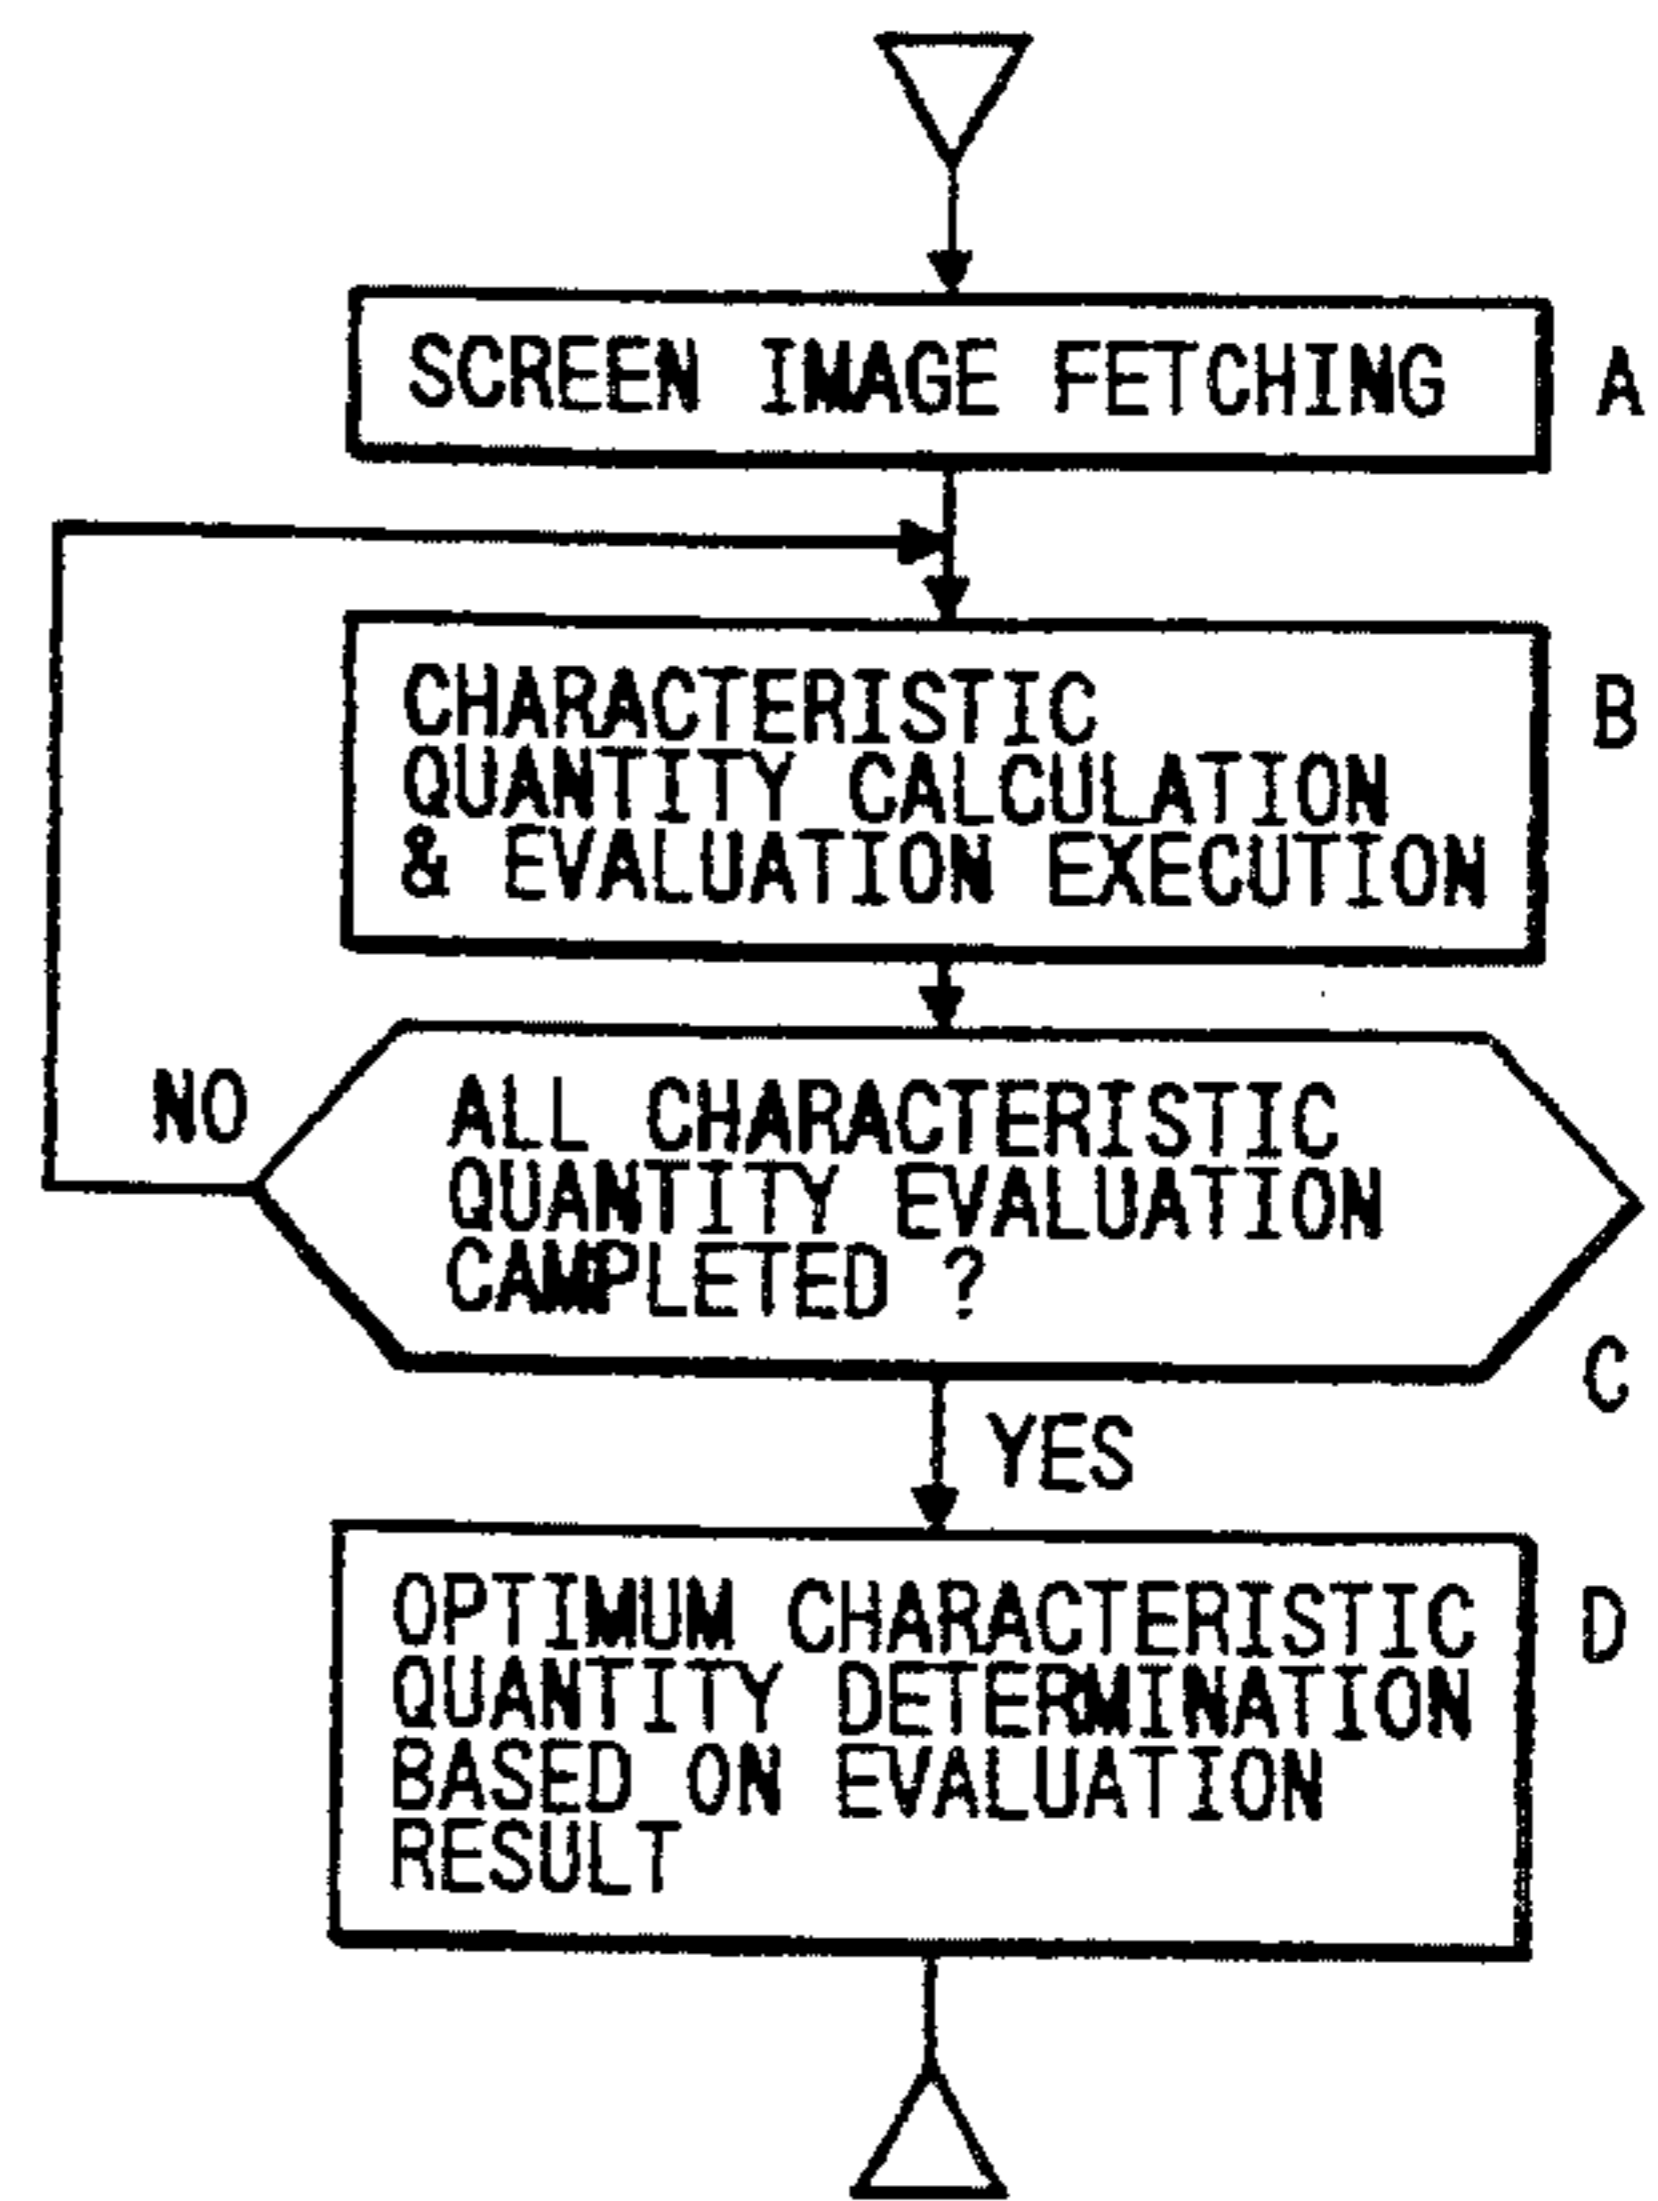 SCREEN IMAGE FETCHING
A
CHARACTERISTIC
QUANTITY CALCULATION
& EVALUATION EXECUTION
B
NO
ALL CHARACTERISTIC
QUANTITY EVALUATION
CAMPLETED ?
C
YES
OPTIMUM CHARACTERISTIC
QUANTITY DETERMINATION
BASED ON EVALUATION
RESULT
D